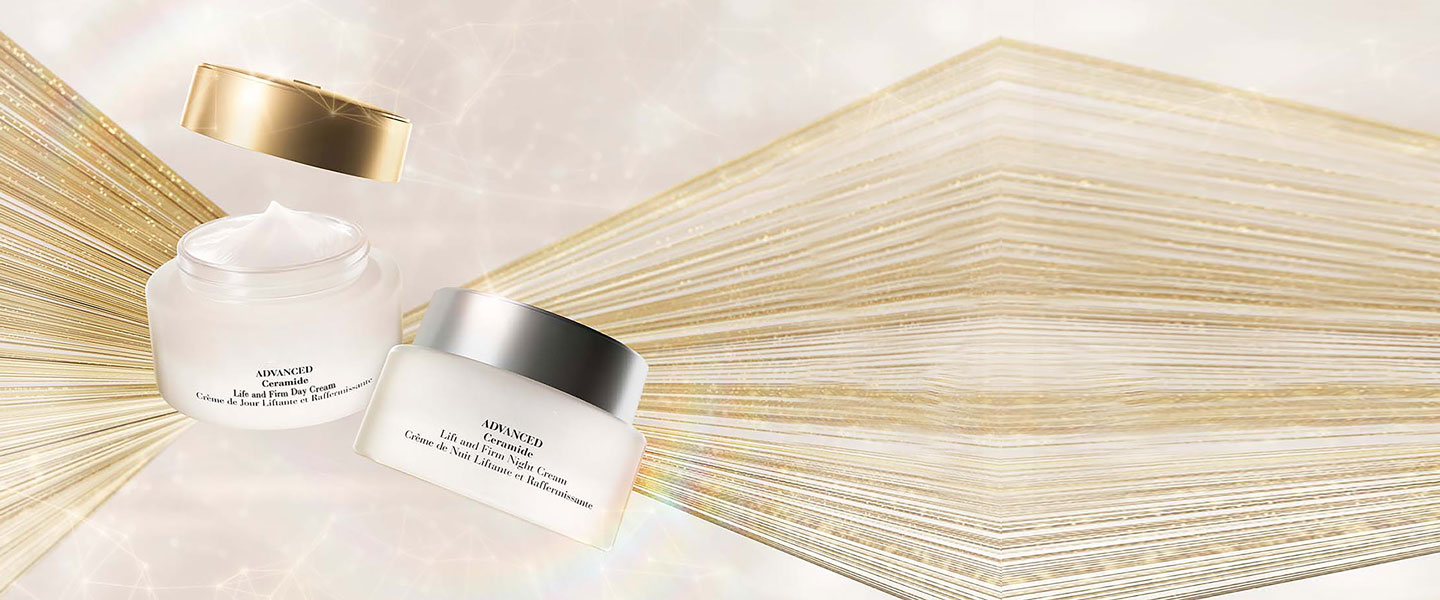 ADVANCED
Ceramide
Life and Firm Day Cream
Crème de Jour Liftante et Raffermissante
ADVANCED
Ceramide
Lift and Firm Night Cream
Crème de Nuit Liftante et Raffermissante